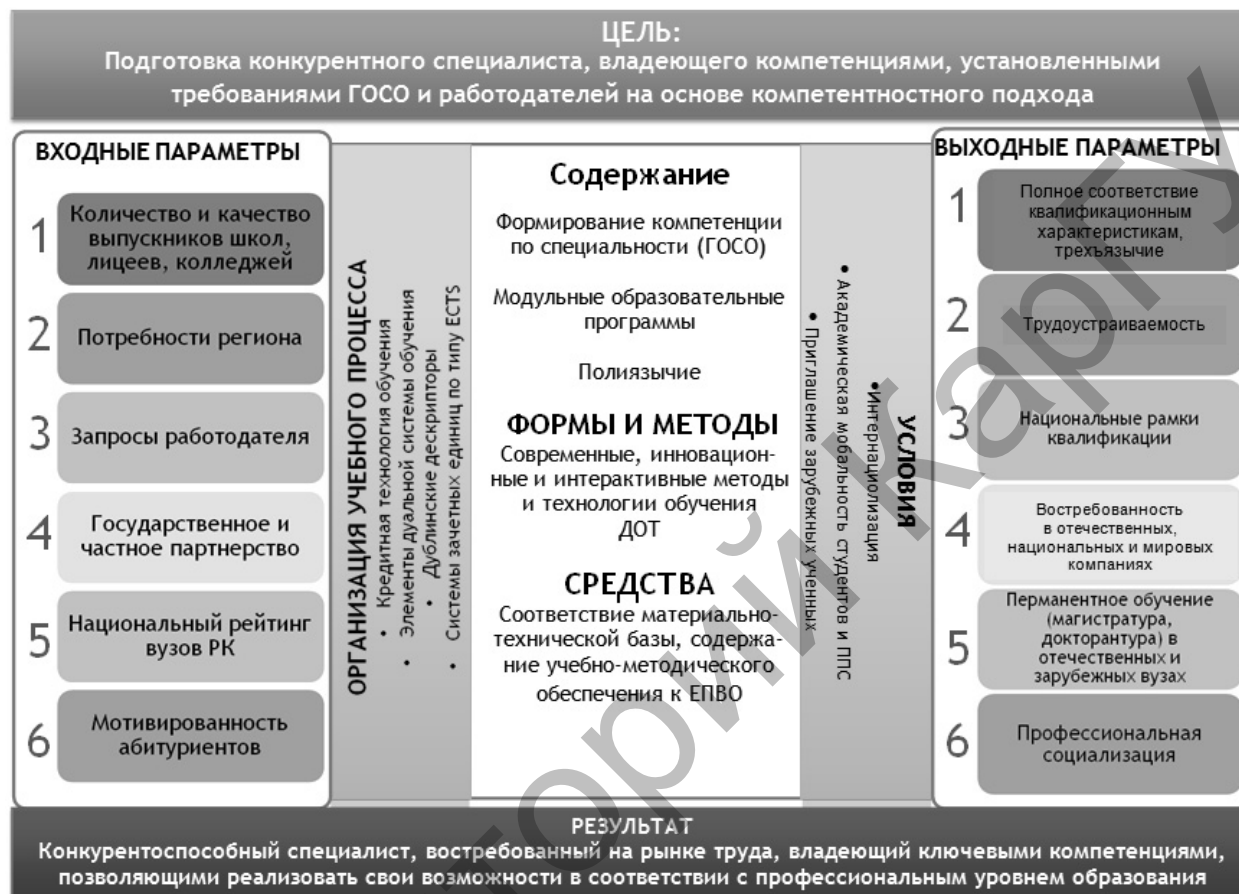 ЦЕЛЬ:
Подготовка конкурентного специалиста, владеющего компетенциями, установленными
требованиями ГОСО и работодателей на основе компетентностного подхода
ВХОДНЫЕ ПАРАМЕТРЫ
1
Количество и качество
выпускников школ,
лицеев, колледжей
2
Потребности региона
3
Запросы работодателя
4
Государственное и
частное партнерство
5
Национальный рейтинг
вузов РК
6
Мотивированность
абитуриентов
ОРГАНИЗАЦИЯ УЧЕБНОГО ПРОЦЕССА
• Кредитная технология обучения
• Элементы дуальной системы обучения
• Дублинские дескрипторы
• Системы зачетных единиц по типу ECTS
Содержание
Формирование компетенции
по специальности (ГОСО)
Модульные образовательные
программы
Полиязычие
ФОРМЫ И МЕТОДЫ
Современные, инновацион-
ные и интерактивные методы
и технологии обучения
ДОТ
СРЕДСТВА
Соответствие материально-
технической базы, содержа-
ние учебно-методического
обеспечения к ЕПВО
УСЛОВИЯ
•Интернациолизация
• Академическая мобальность студентов и ППС
• Приглашение зарубежных ученных
ВЫХОДНЫЕ ПАРАМЕТРЫ
1
Полное соответствие
квалификационным
характеристикам,
трехъязычие
2
Трудоустраиваемость
3
Национальные рамки
квалификации
4
Востребованность
в отечественных,
национальных и мировых
компаниях
5
Перманентное обучение
(магистратура,
докторантура) в
отечественных и
зарубежных вузах
6
Профессиональная
социализация
РЕЗУЛЬТАТ
Конкурентоспособный специалист, востребованный на рынке труда, владеющий ключевыми компетенциями,
позволяющими реализовать свои возможности в соответствии с профессиональным уровнем образования
торий КарГУ